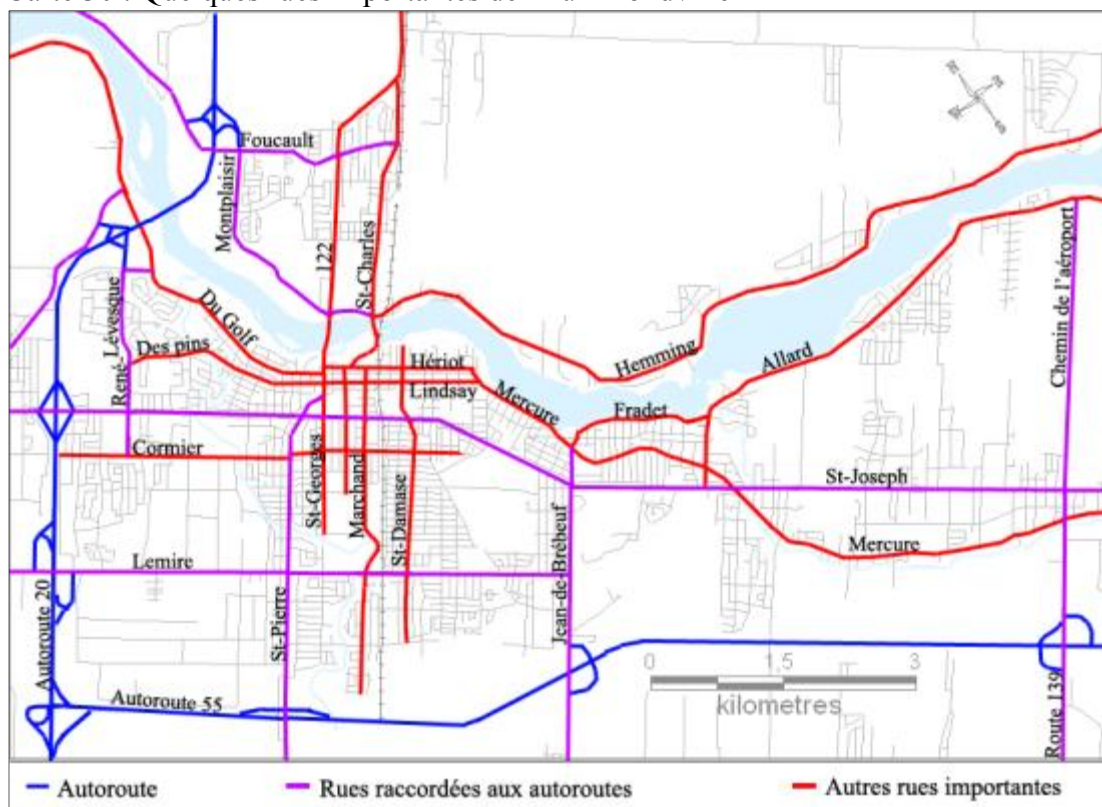 Foucault
Montplaisir
122
St-Charles
René-Lévesque
Du Golf
Des pins
Hériot
Lindsay
Mercure
Hemming
Allard
Fradet
Chemin de l'aéroport
Cormier
St-Georges
Marchand
St-Damase
St-Joseph
Mercure
Lemire
Autoroute 20
St-Pierre
Jean-de-Brébeuf
Autoroute 55
0 1,5 3
kilometres
Route 139
Autoroute
Rues raccordées aux autoroutes
Autres rues importantes